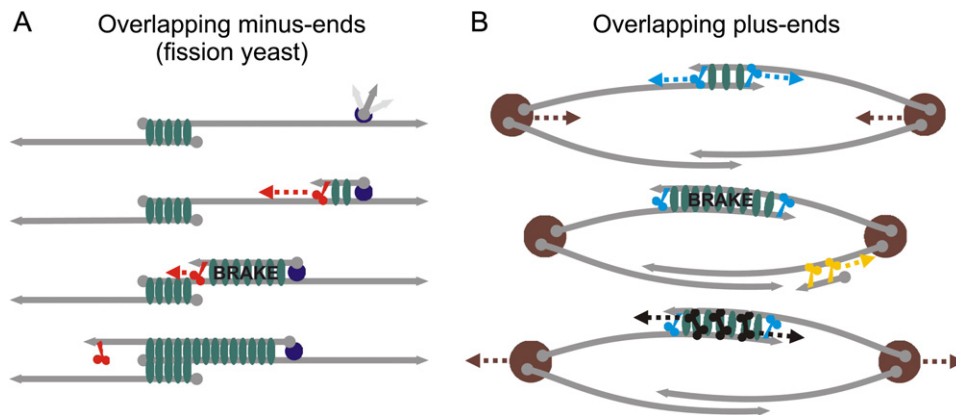 A
Overlapping minus-ends
(fission yeast)
BRAKE
B
Overlapping plus-ends
BRAKE